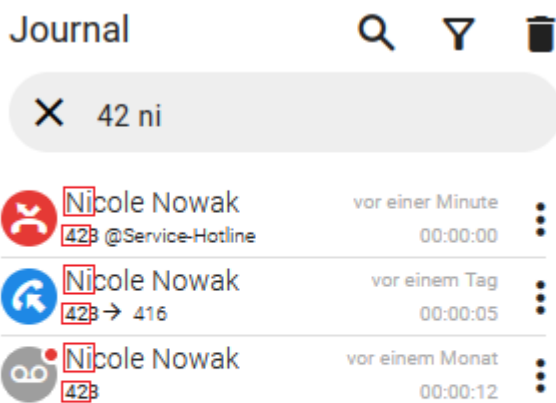 Journal
42 ni
Nicole Nowak vor einer Minute
423 @Service-Hotline 00:00:00
Nicole Nowak vor einem Tag
423→ 416 00:00:05
Nicole Nowak vor einem Monat
423 00:00:12